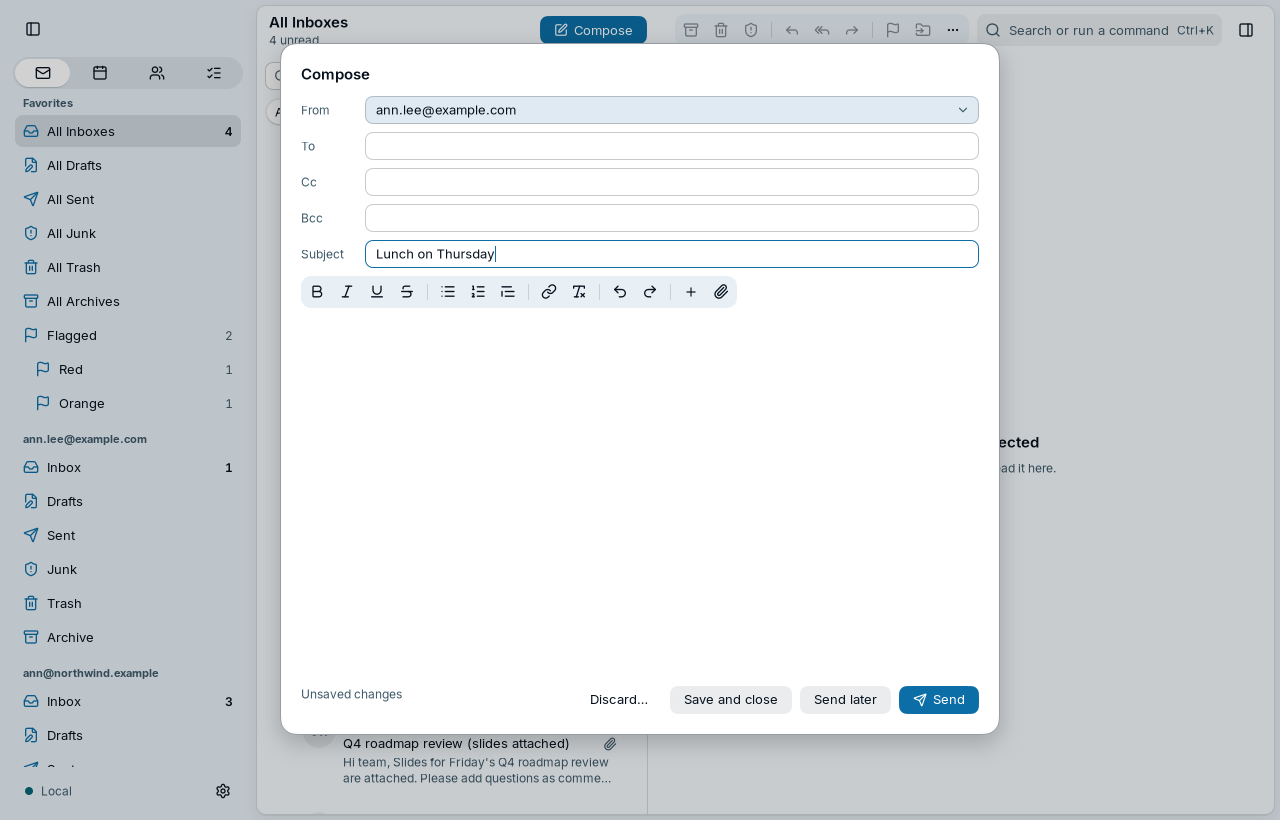 All Inboxes
4 unread
Compose
Search or run a command
Ctrl+K
Favorites
All Inboxes
4
All Drafts
All Sent
All Junk
All Trash
All Archives
Flagged
2
Red
1
Orange
1
ann.lee@example.com
Inbox
1
Drafts
Sent
Junk
Trash
Archive
ann@northwind.example
Inbox
3
Drafts
Local
Compose
From
ann.lee@example.com
To
Cc
Bcc
Subject
Lunch on Thursday
Unsaved changes
Discard...
Save and close
Send later
Send
it here.
Q4 roadmap review (slides attached)
Hi team, Slides for Friday's Q4 roadmap review
are attached. Please add questions as comme...